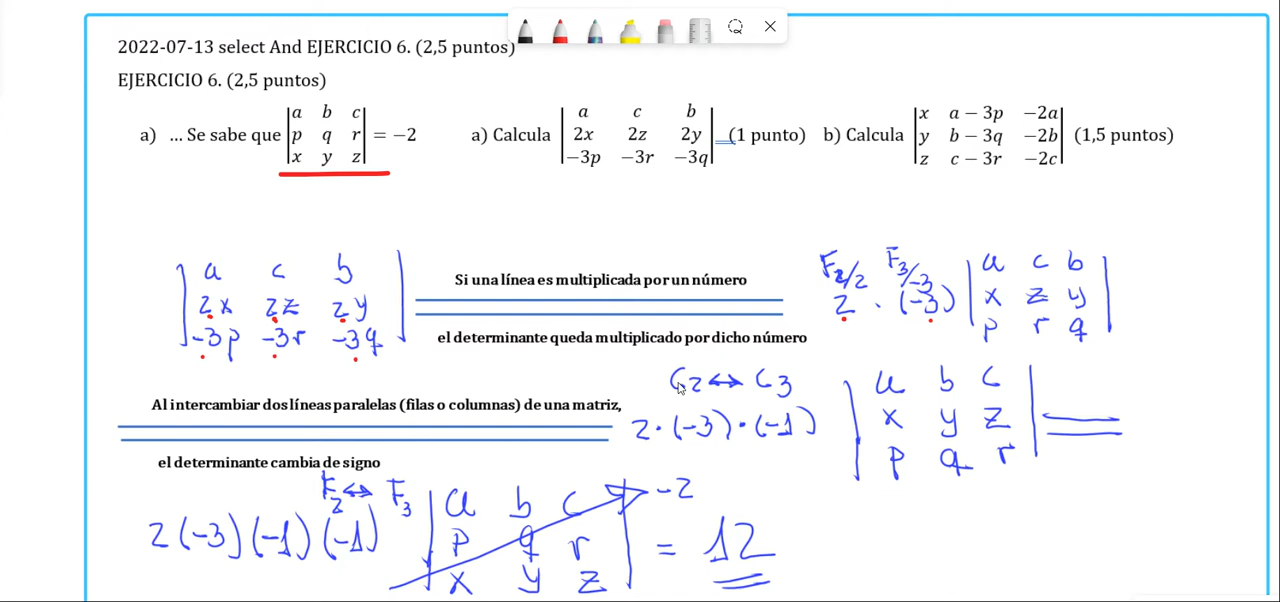 2022-07-13 select And EJERCICIO 6. (2,5 puntos)
EJERCICIO 6. (2,5 puntos)
a) ... Se sabe que |a b c| = −2 a) Calcula |a c b| (1 punto) b) Calcula |x a − 3p −2a| (1,5 puntos)
|p q r| |2x 2z 2y| |y b − 3q −2b|
|x y z| |−3p −3r −3q| |z c − 3r −2c|
|a c b|
|2x 2z 2y|
|-3p -3r -3q|
Si una línea es multiplicada por un número
el determinante queda multiplicado por dicho número
F2/2 F3/-3
2 · (-3) |a c b|
|x z y|
|p r q|
Al intercambiar dos líneas paralelas (filas o columnas) de una matriz,
el determinante cambia de signo
C2 ↔ C3
2 · (-3) · (-1) |a b c|
|x y z|
|p q r|
F2 ↔ F3
2(-3)(-1)(-1) |a b c| → -2
|p q r| = 12
|x y z|